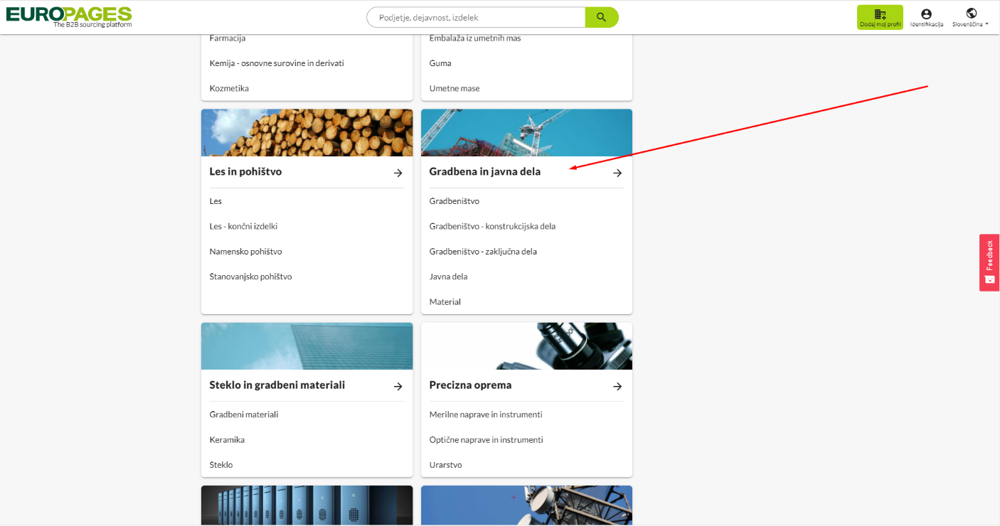 EUROPAGES
The B2B sourcing platform
Podjetje, dejavnost, izdelek
Dodaj moj profil
Identifikacija
Slovenščina
Farmacija
Kemija - osnovne surovine in derivati
Kozmetika
Embalaža iz umetnih mas
Guma
Umetne mase
Les in pohištvo
Les
Les - končni izdelki
Namensko pohištvo
Stanovanjsko pohištvo
Gradbena in javna dela
Gradbeništvo
Gradbeništvo - konstrukcijska dela
Gradbeništvo - zaključna dela
Javna dela
Material
Steklo in gradbeni materiali
Gradbeni materiali
Keramika
Steklo
Precizna oprema
Merilne naprave in instrumenti
Optične naprave in instrumenti
Urarstvo
Feedback